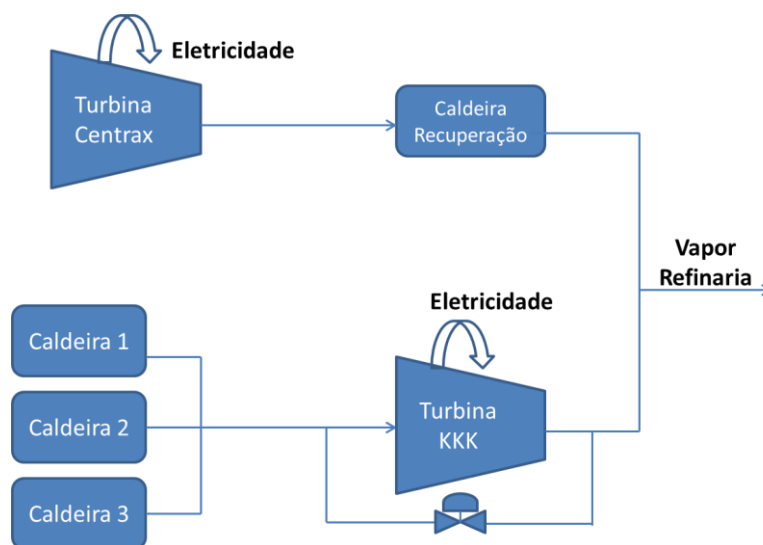 Eletricidade
Turbina
Centrax
Caldeira
Recuperação
Vapor
Refinaria
Eletricidade
Caldeira 1
Caldeira 2
Caldeira 3
Turbina
KKK